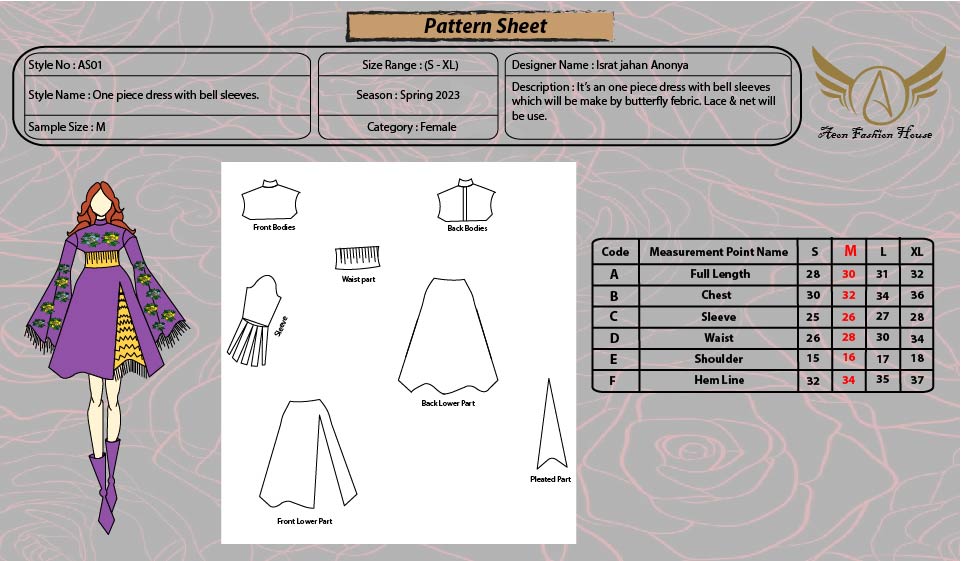 Pattern Sheet
Style No : AS01
Style Name : One piece dress with bell sleeves.
Sample Size : M
Size Range : (S - XL)
Season : Spring 2023
Category : Female
Designer Name : Israt jahan Anonya
Description : It's an one piece dress with bell sleeves
which will be make by butterfly febric. Lace & net will
be use.
A
Aeon Fashion House
Front Bodies
Back Bodies
Waist part
Sleeve
Back Lower Part
Pleated Part
Front Lower Part
Code Measurement Point Name S M L XL
A Full Length 28 30 31 32
B Chest 30 32 34 36
C Sleeve 25 26 27 28
D Waist 26 28 30 34
E Shoulder 15 16 17 18
F Hem Line 32 34 35 37